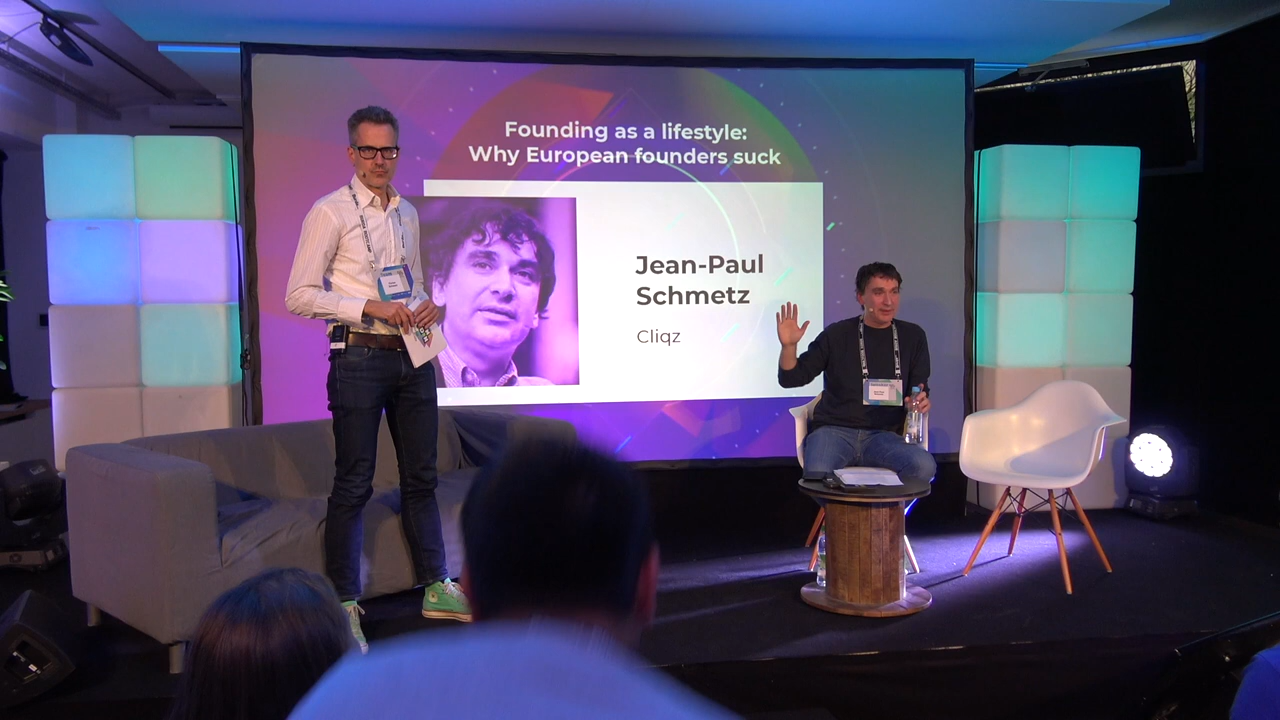 Founding as a lifestyle:
Why European founders suck
Jean-Paul
Schmetz
Cliqz